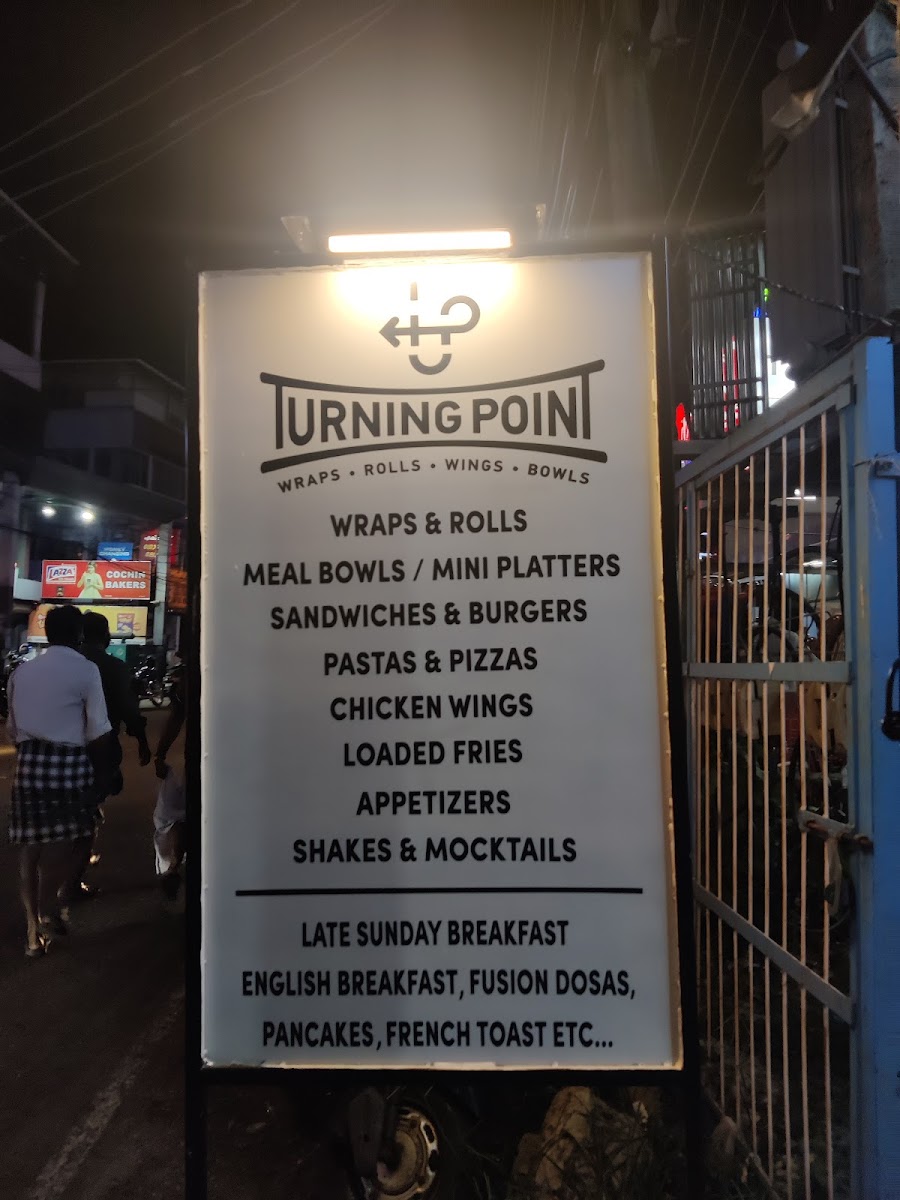 TURNING POINT
WRAPS • ROLLS • WINGS • BOWLS
WRAPS & ROLLS
MEAL BOWLS / MINI PLATTERS
SANDWICHES & BURGERS
PASTAS & PIZZAS
CHICKEN WINGS
LOADED FRIES
APPETIZERS
SHAKES & MOCKTAILS
LATE SUNDAY BREAKFAST
ENGLISH BREAKFAST, FUSION DOSAS,
PANCAKES, FRENCH TOAST ETC...
LAZZA
COCHIN
BAKERS